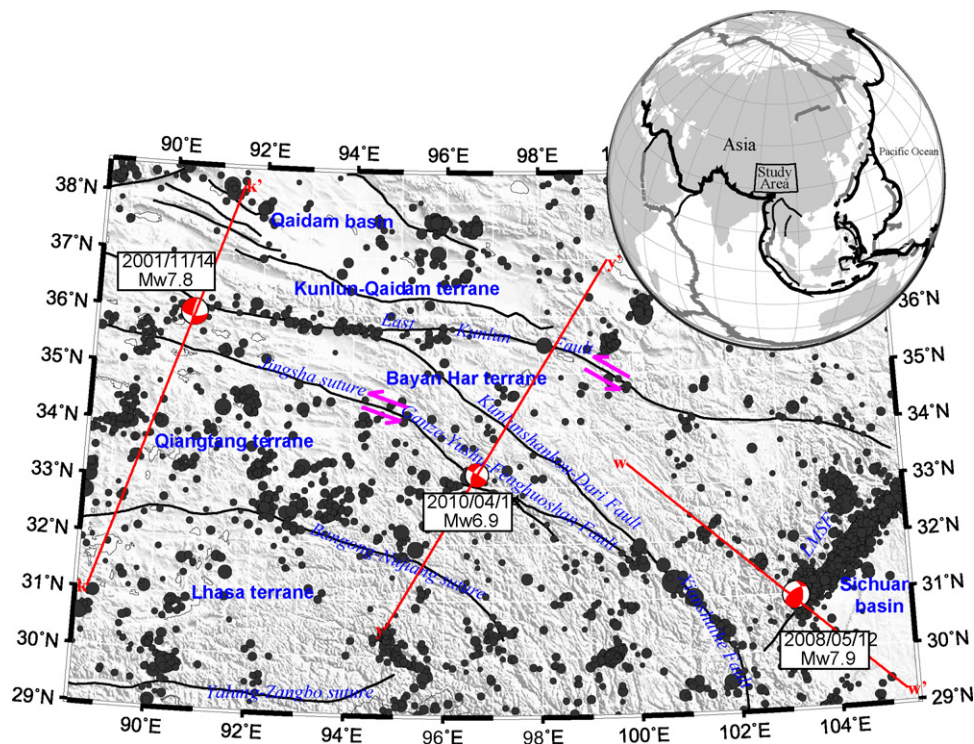 Asia
Pacific Ocean
Study
Area
90˚E
92˚E
94˚E
96˚E
98˚E
38˚N
37˚N
36˚N
35˚N
34˚N
33˚N
32˚N
31˚N
30˚N
29˚N
36˚N
35˚N
34˚N
33˚N
32˚N
31˚N
30˚N
29˚N
k'
Qaidam basin
2001/11/14
Mw7.8
Kunlun-Qaidam terrane
y'
East Kunlun Fault
Jingsha suture
Bayan Har terrane
Kunlunshankou-Dari Fault
Qiangtang terrane
Ganze-Yushu-Fenghuoshan Fault
w
2010/04/1
Mw6.9
LMSF
Bangong-Nujiang suture
Sichuan
basin
k
Lhasa terrane
Xianshuihe Fault
y
2008/05/12
Mw7.9
w'
Yalung-Zangbo suture
90˚E
92˚E
94˚E
96˚E
98˚E
100˚E
102˚E
104˚E